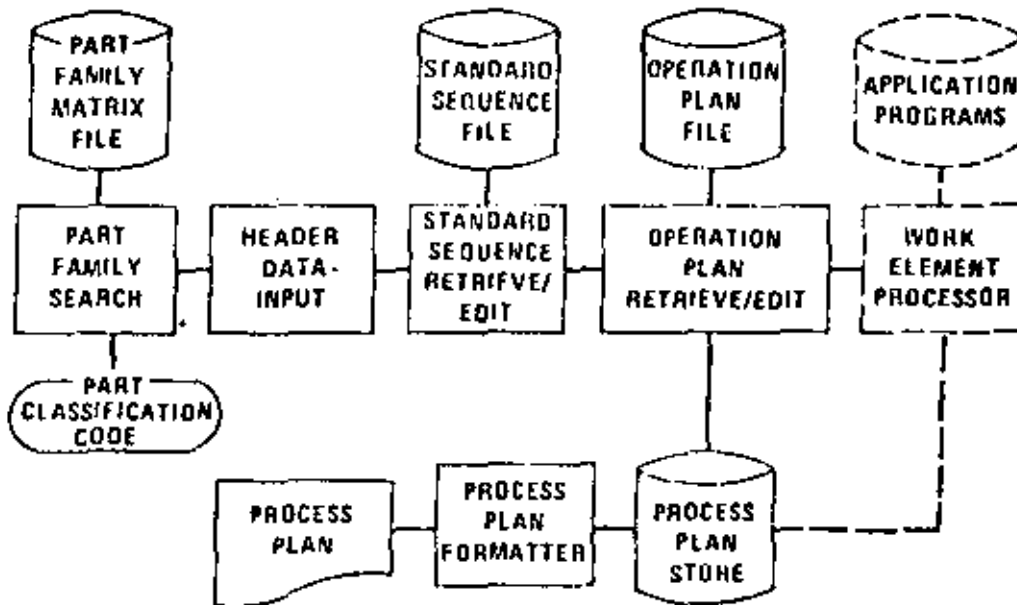 PART
FAMILY
MATRIX
FILE
STANDARD
SEQUENCE
FILE
OPERATION
PLAN
FILE
APPLICATION
PROGRAMS
PART
FAMILY
SEARCH
HEADER
DATA-
INPUT
STANDARD
SEQUENCE
RETRIEVE/
EDIT
OPERATION
PLAN
RETRIEVE/EDIT
WORK
ELEMENT
PROCESSOR
PART
CLASSIFICATION
CODE
PROCESS
PLAN
PROCESS
PLAN
FORMATTER
PROCESS
PLAN
STORE